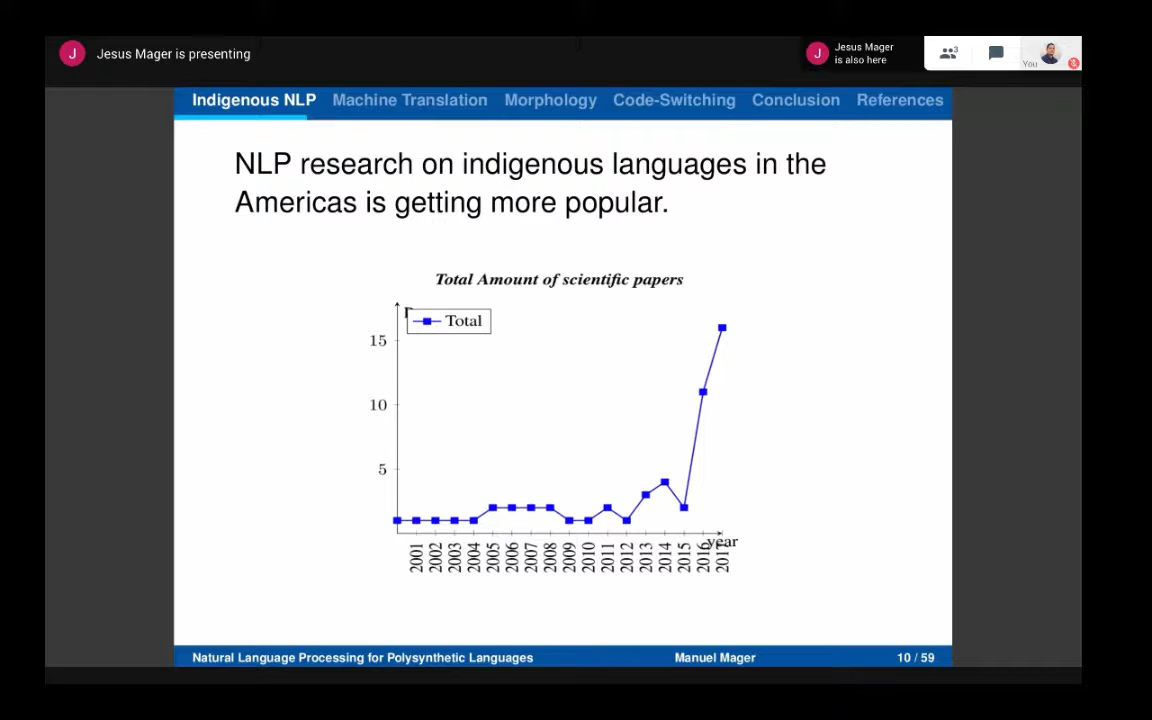 J Jesus Mager is presenting
J Jesus Mager
is also here
3
You
Indigenous NLP Machine Translation Morphology Code-Switching Conclusion References
NLP research on indigenous languages in the
Americas is getting more popular.
Total Amount of scientific papers
Total
15
10
5
year
2001 2002 2003 2004 2005 2006 2007 2008 2009 2010 2011 2012 2013 2014 2015 2016 2017
Natural Language Processing for Polysynthetic Languages Manuel Mager 10 / 59